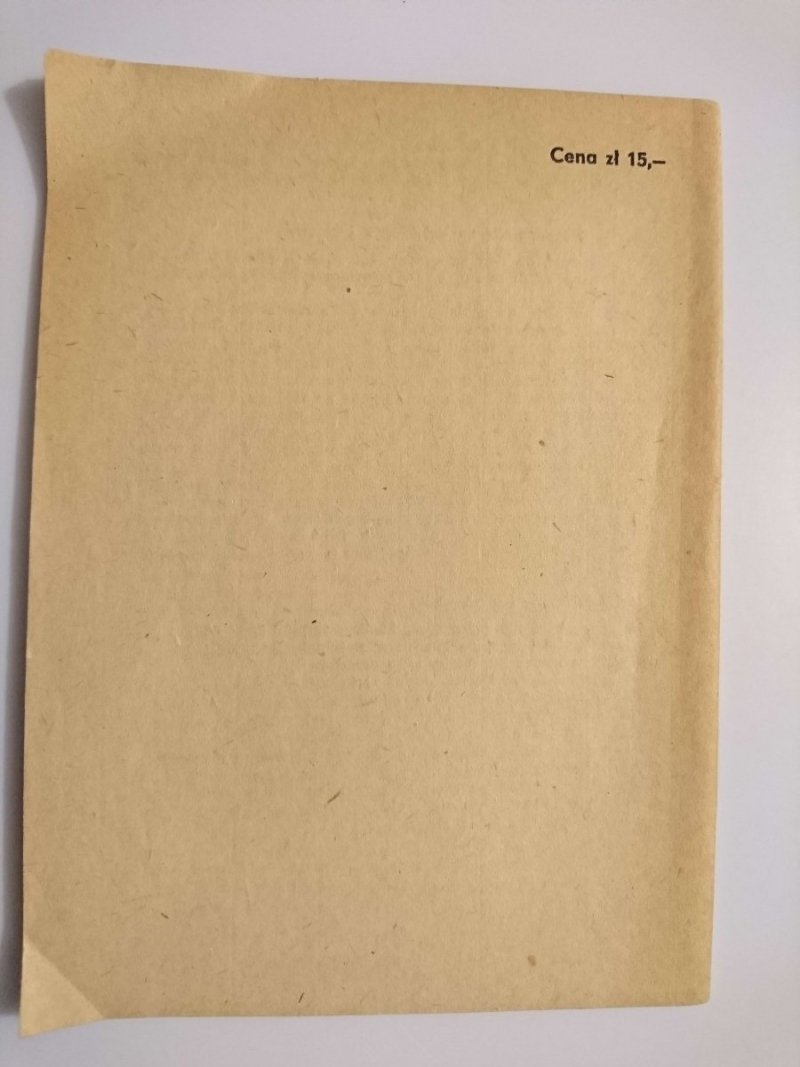 Cena zł 15,—